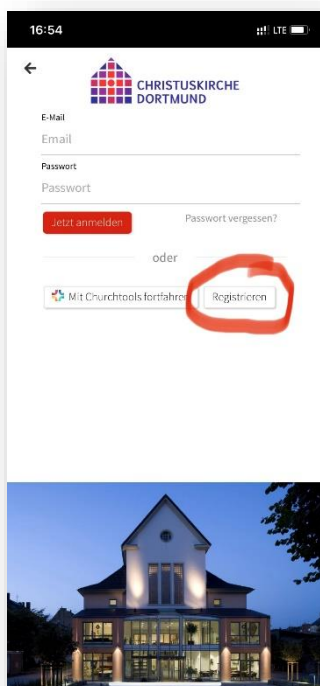 16:54
LTE
CHRISTUSKIRCHE
DORTMUND
E-Mail
Email
Passwort
Passwort
Jetzt anmelden
Passwort vergessen?
oder
Mit Churchtools fortfahren
Registrieren